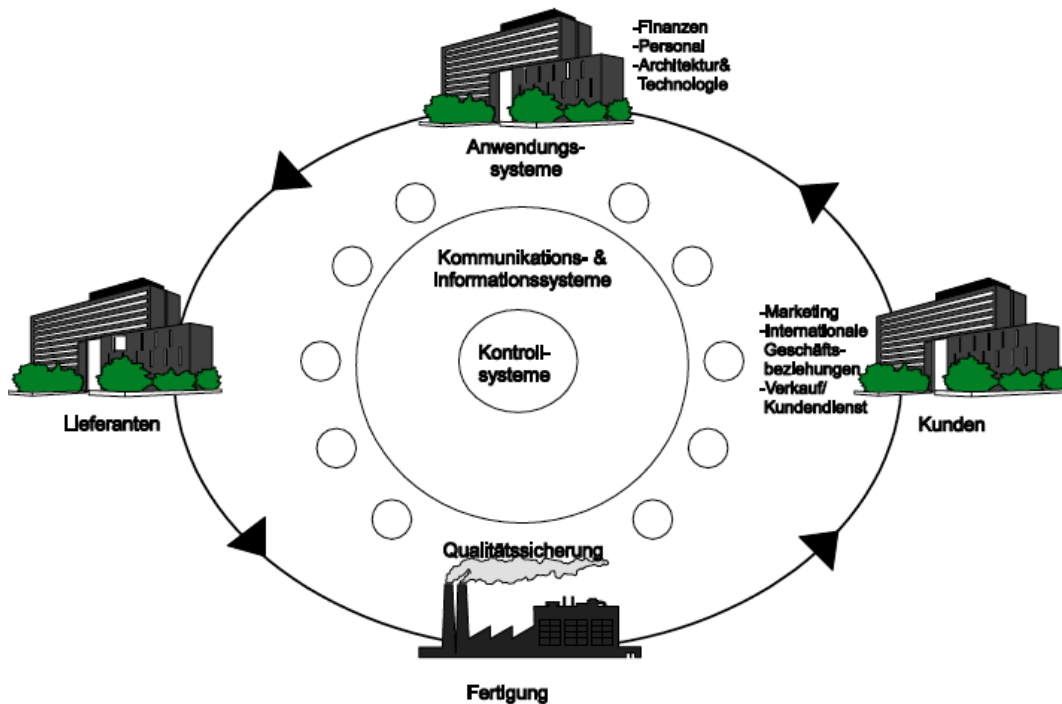 -Finanzen
-Personal
-Architektur&
Technologie
Anwendungs-
systeme
Kommunikations- &
Informationssysteme
Kontroll-
systeme
-Marketing
-Internationale
Geschäfts-
beziehungen
-Verkauf/
Kundendienst
Lieferanten
Kunden
Qualitätssicherung
Fertigung